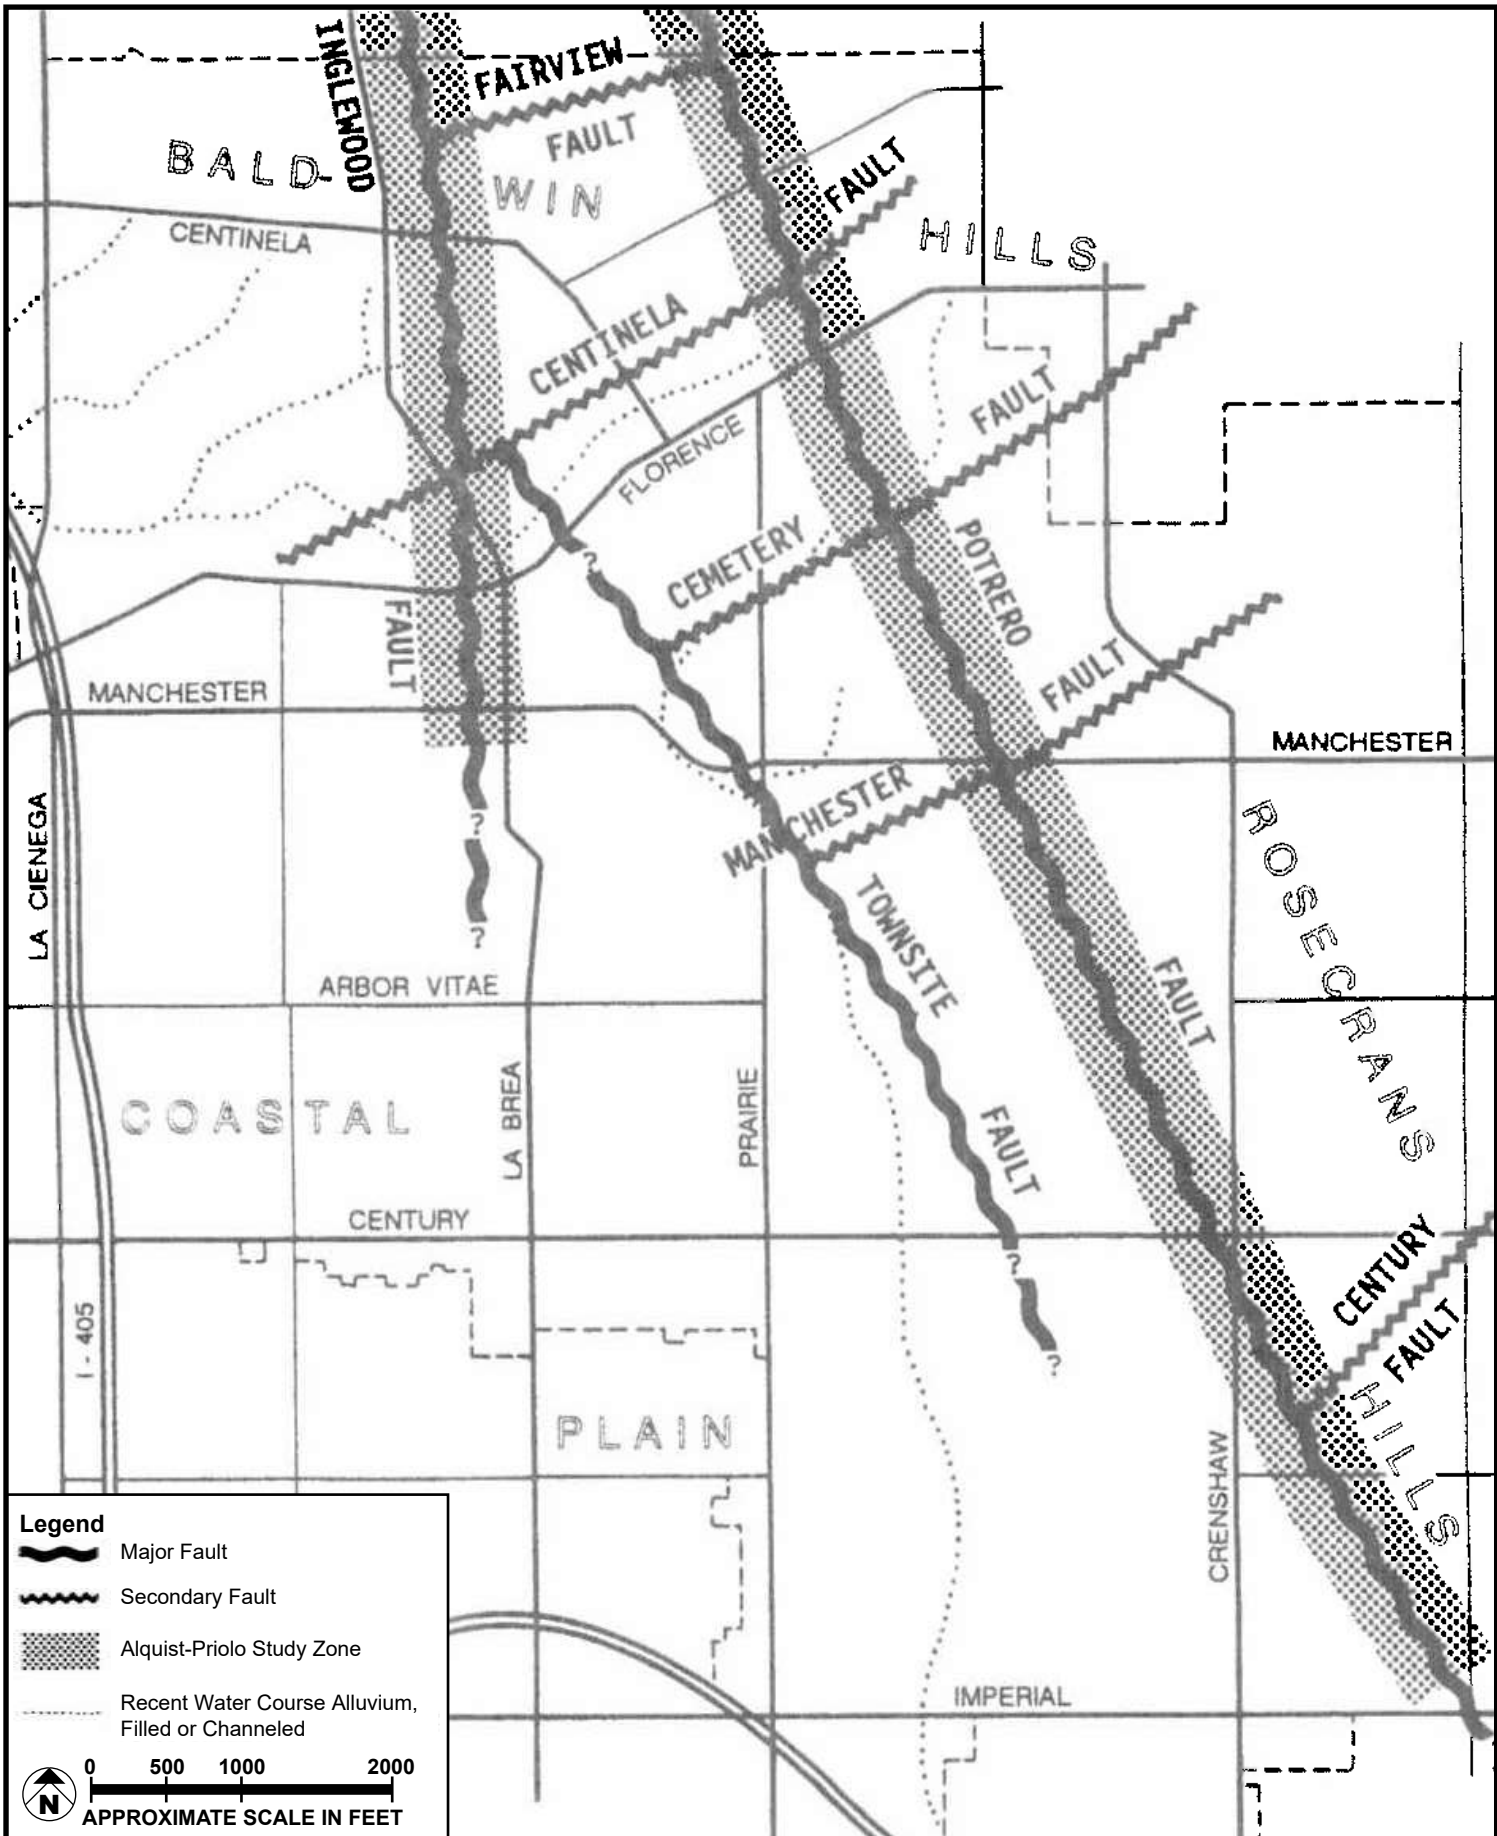 INGLEWOOD
FAIRVIEW
FAULT
BALD-
WIN
FAULT
HILLS
CENTINELA
CENTINELA
FAULT
FLORENCE
CEMETERY
POTRERO
FAULT
FAULT
MANCHESTER
MANCHESTER
MANCHESTER
?
?
?
LA CIENEGA
ROSECRANS
TOWNSITE
FAULT
ARBOR VITAE
COASTAL
LA BREA
PRAIRIE
FAULT
CENTURY
?
?
CENTURY
FAULT
HILLS
I - 405
PLAIN
CRENSHAW
IMPERIAL
Legend
Major Fault
Secondary Fault
Alquist-Priolo Study Zone
Recent Water Course Alluvium,
Filled or Channeled
N
0 500 1000 2000
APPROXIMATE SCALE IN FEET